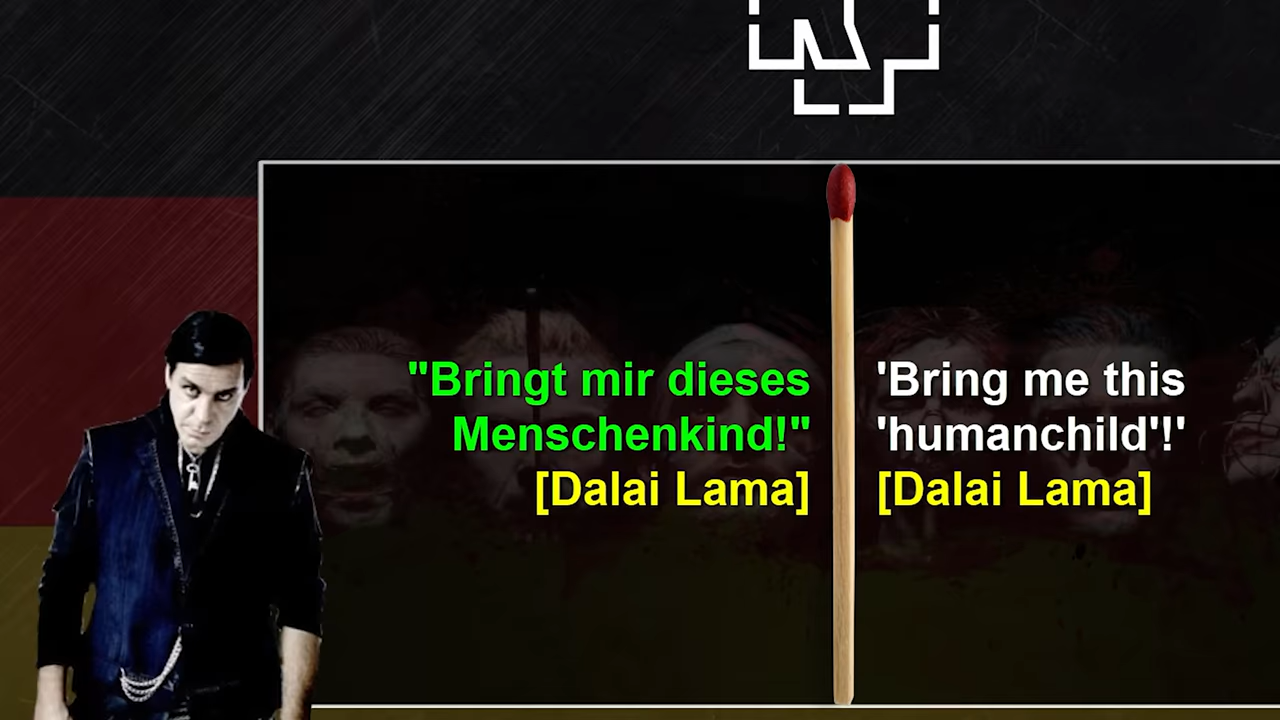 "Bringt mir dieses
Menschenkind!"
[Dalai Lama]
'Bring me this
'humanchild'!'
[Dalai Lama]